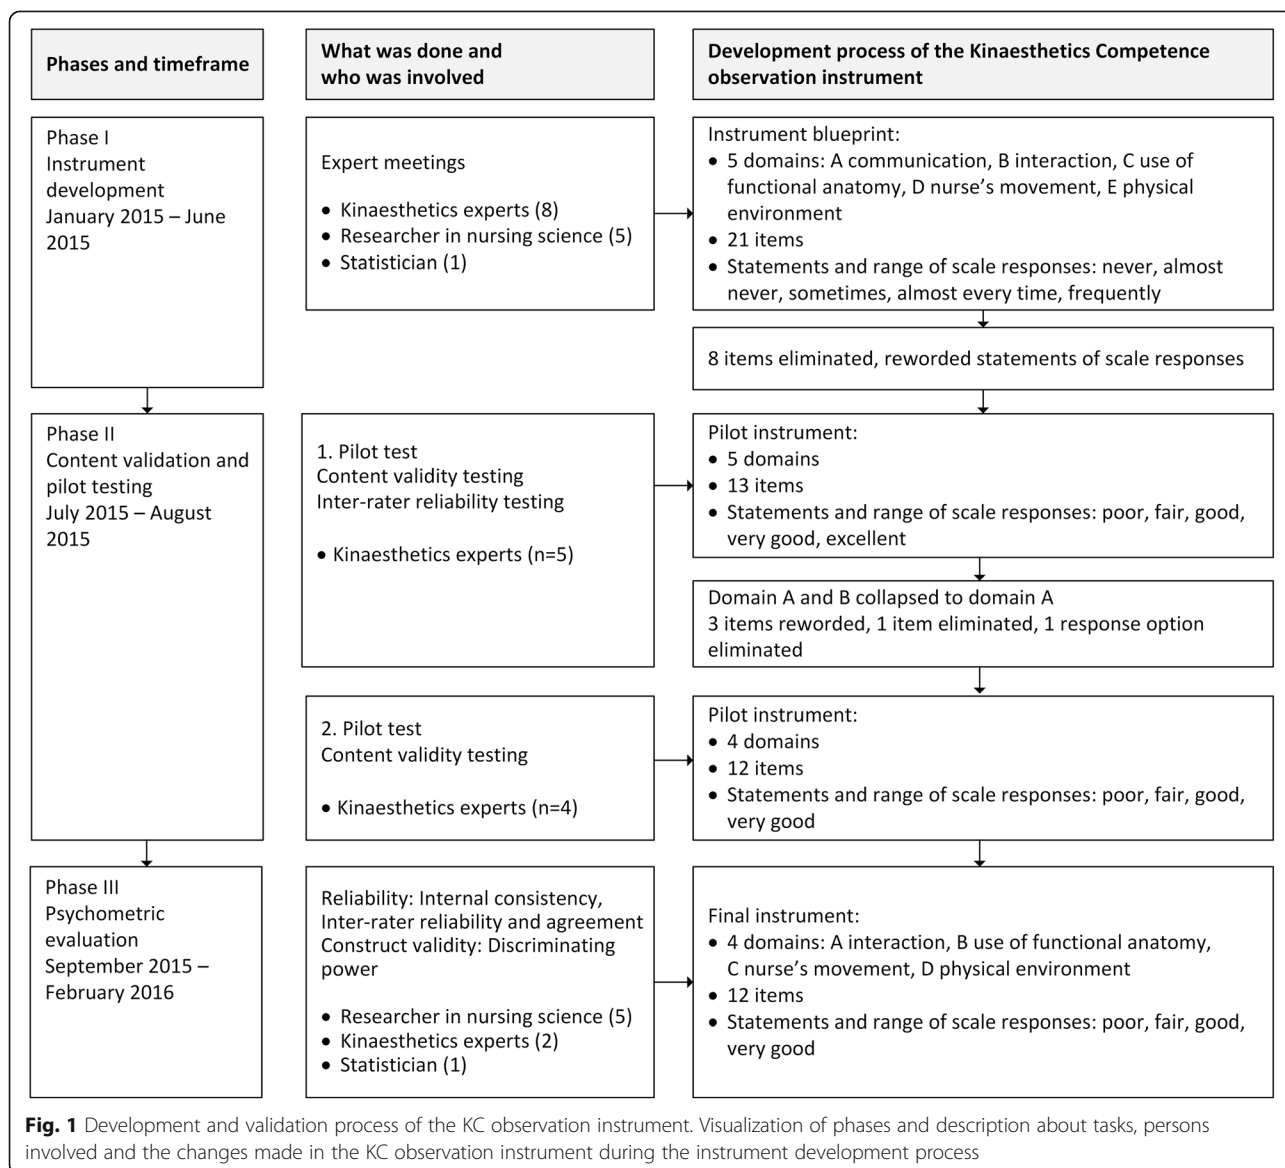 Phases and timeframe
What was done and
who was involved
Development process of the Kinaesthetics Competence
observation instrument
Phase I
Instrument
development
January 2015 – June
2015
Expert meetings
• Kinaesthetics experts (8)
• Researcher in nursing science (5)
• Statistician (1)
Instrument blueprint:
• 5 domains: A communication, B interaction, C use of
functional anatomy, D nurse's movement, E physical
environment
• 21 items
• Statements and range of scale responses: never, almost
never, sometimes, almost every time, frequently
8 items eliminated, reworded statements of scale responses
Phase II
Content validation and
pilot testing
July 2015 – August
2015
1. Pilot test
Content validity testing
Inter-rater reliability testing
• Kinaesthetics experts (n=5)
Pilot instrument:
• 5 domains
• 13 items
• Statements and range of scale responses: poor, fair, good,
very good, excellent
Domain A and B collapsed to domain A
3 items reworded, 1 item eliminated, 1 response option
eliminated
2. Pilot test
Content validity testing
• Kinaesthetics experts (n=4)
Pilot instrument:
• 4 domains
• 12 items
• Statements and range of scale responses: poor, fair, good,
very good
Phase III
Psychometric
evaluation
September 2015 –
February 2016
Reliability: Internal consistency,
Inter-rater reliability and agreement
Construct validity: Discriminating
power
• Researcher in nursing science (5)
• Kinaesthetics experts (2)
• Statistician (1)
Final instrument:
• 4 domains: A interaction, B use of functional anatomy,
C nurse's movement, D physical environment
• 12 items
• Statements and range of scale responses: poor, fair, good,
very good
Fig. 1 Development and validation process of the KC observation instrument. Visualization of phases and description about tasks, persons
involved and the changes made in the KC observation instrument during the instrument development process